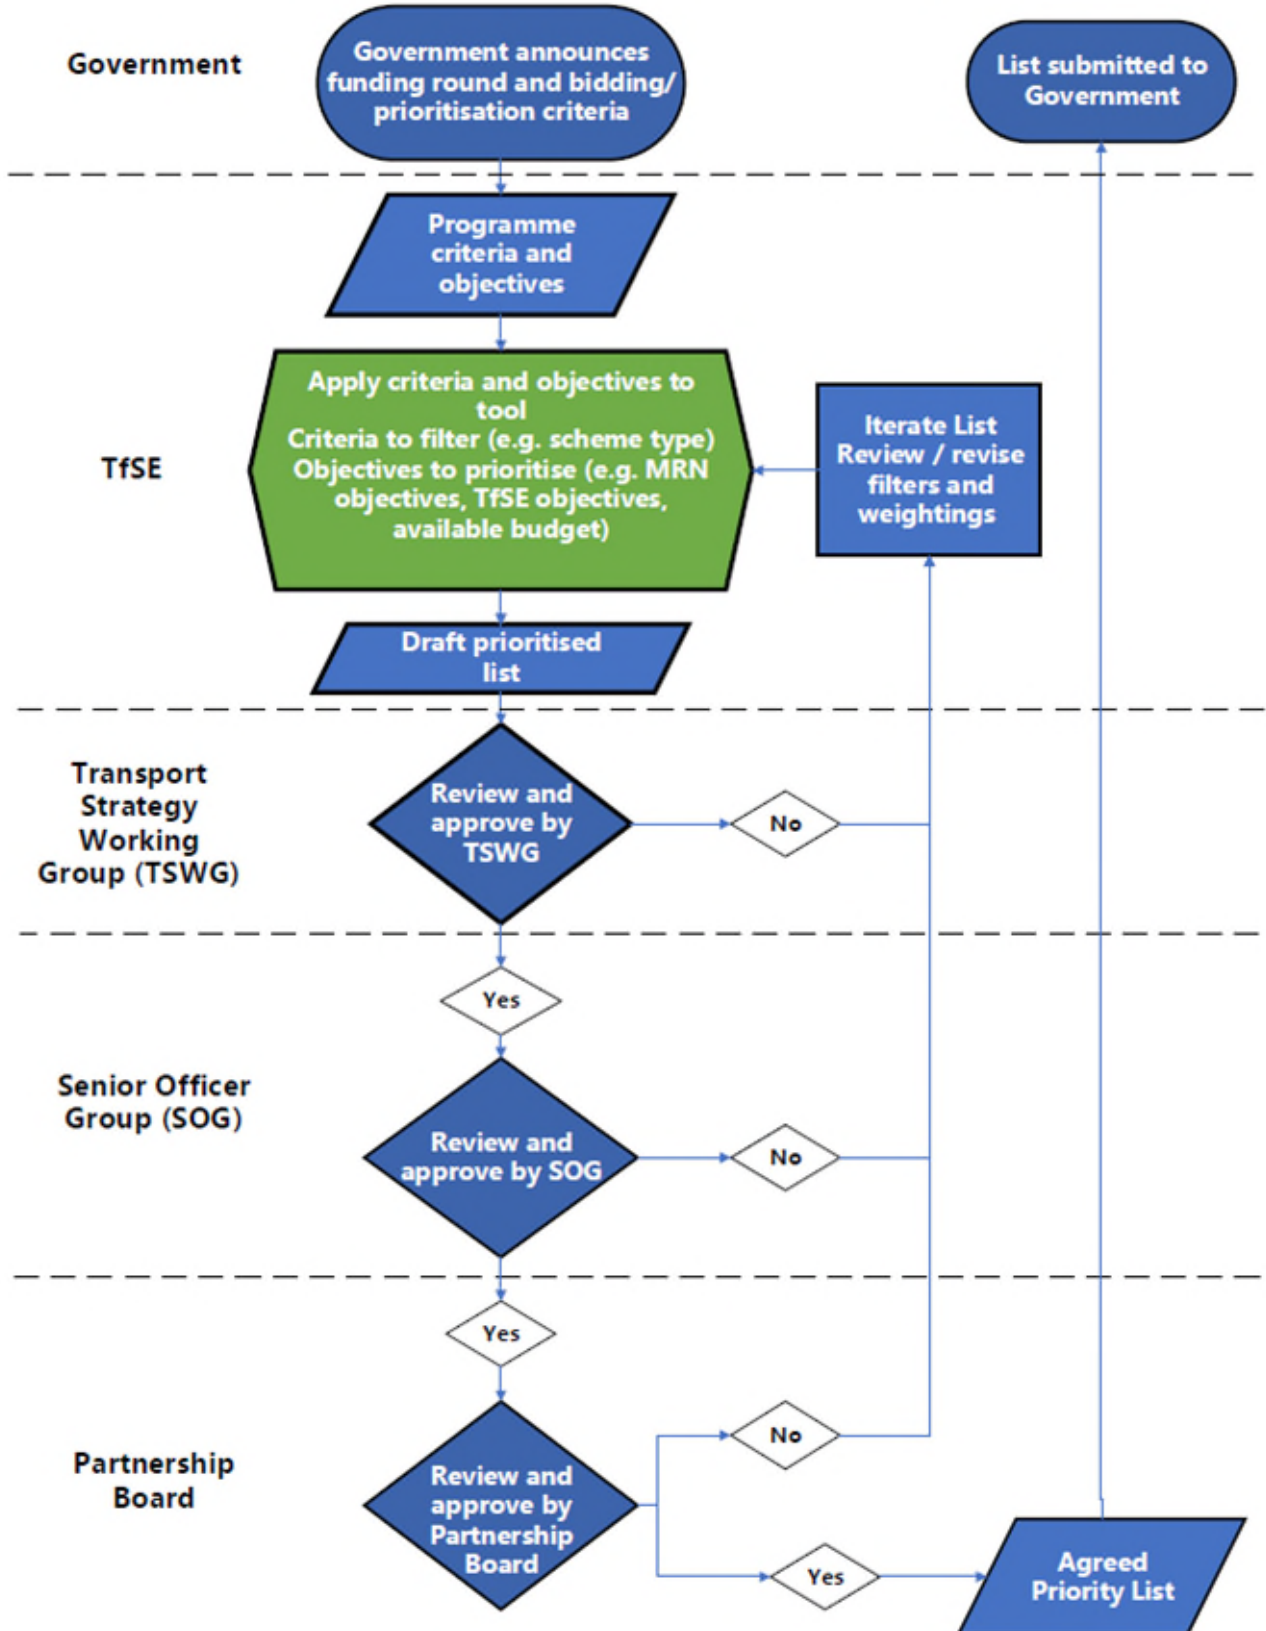 Government
Government announces
funding round and bidding/
prioritisation criteria
List submitted to
Government
Programme
criteria and
objectives
TfSE
Apply criteria and objectives to
tool
Criteria to filter (e.g. scheme type)
Objectives to prioritise (e.g. MRN
objectives, TfSE objectives,
available budget)
Iterate List
Review / revise
filters and
weightings
Draft prioritised
list
Transport
Strategy
Working
Group (TSWG)
Review and
approve by
TSWG
No
Yes
Senior Officer
Group (SOG)
Review and
approve by SOG
No
Yes
Partnership
Board
Review and
approve by
Partnership
Board
No
Yes
Agreed
Priority List